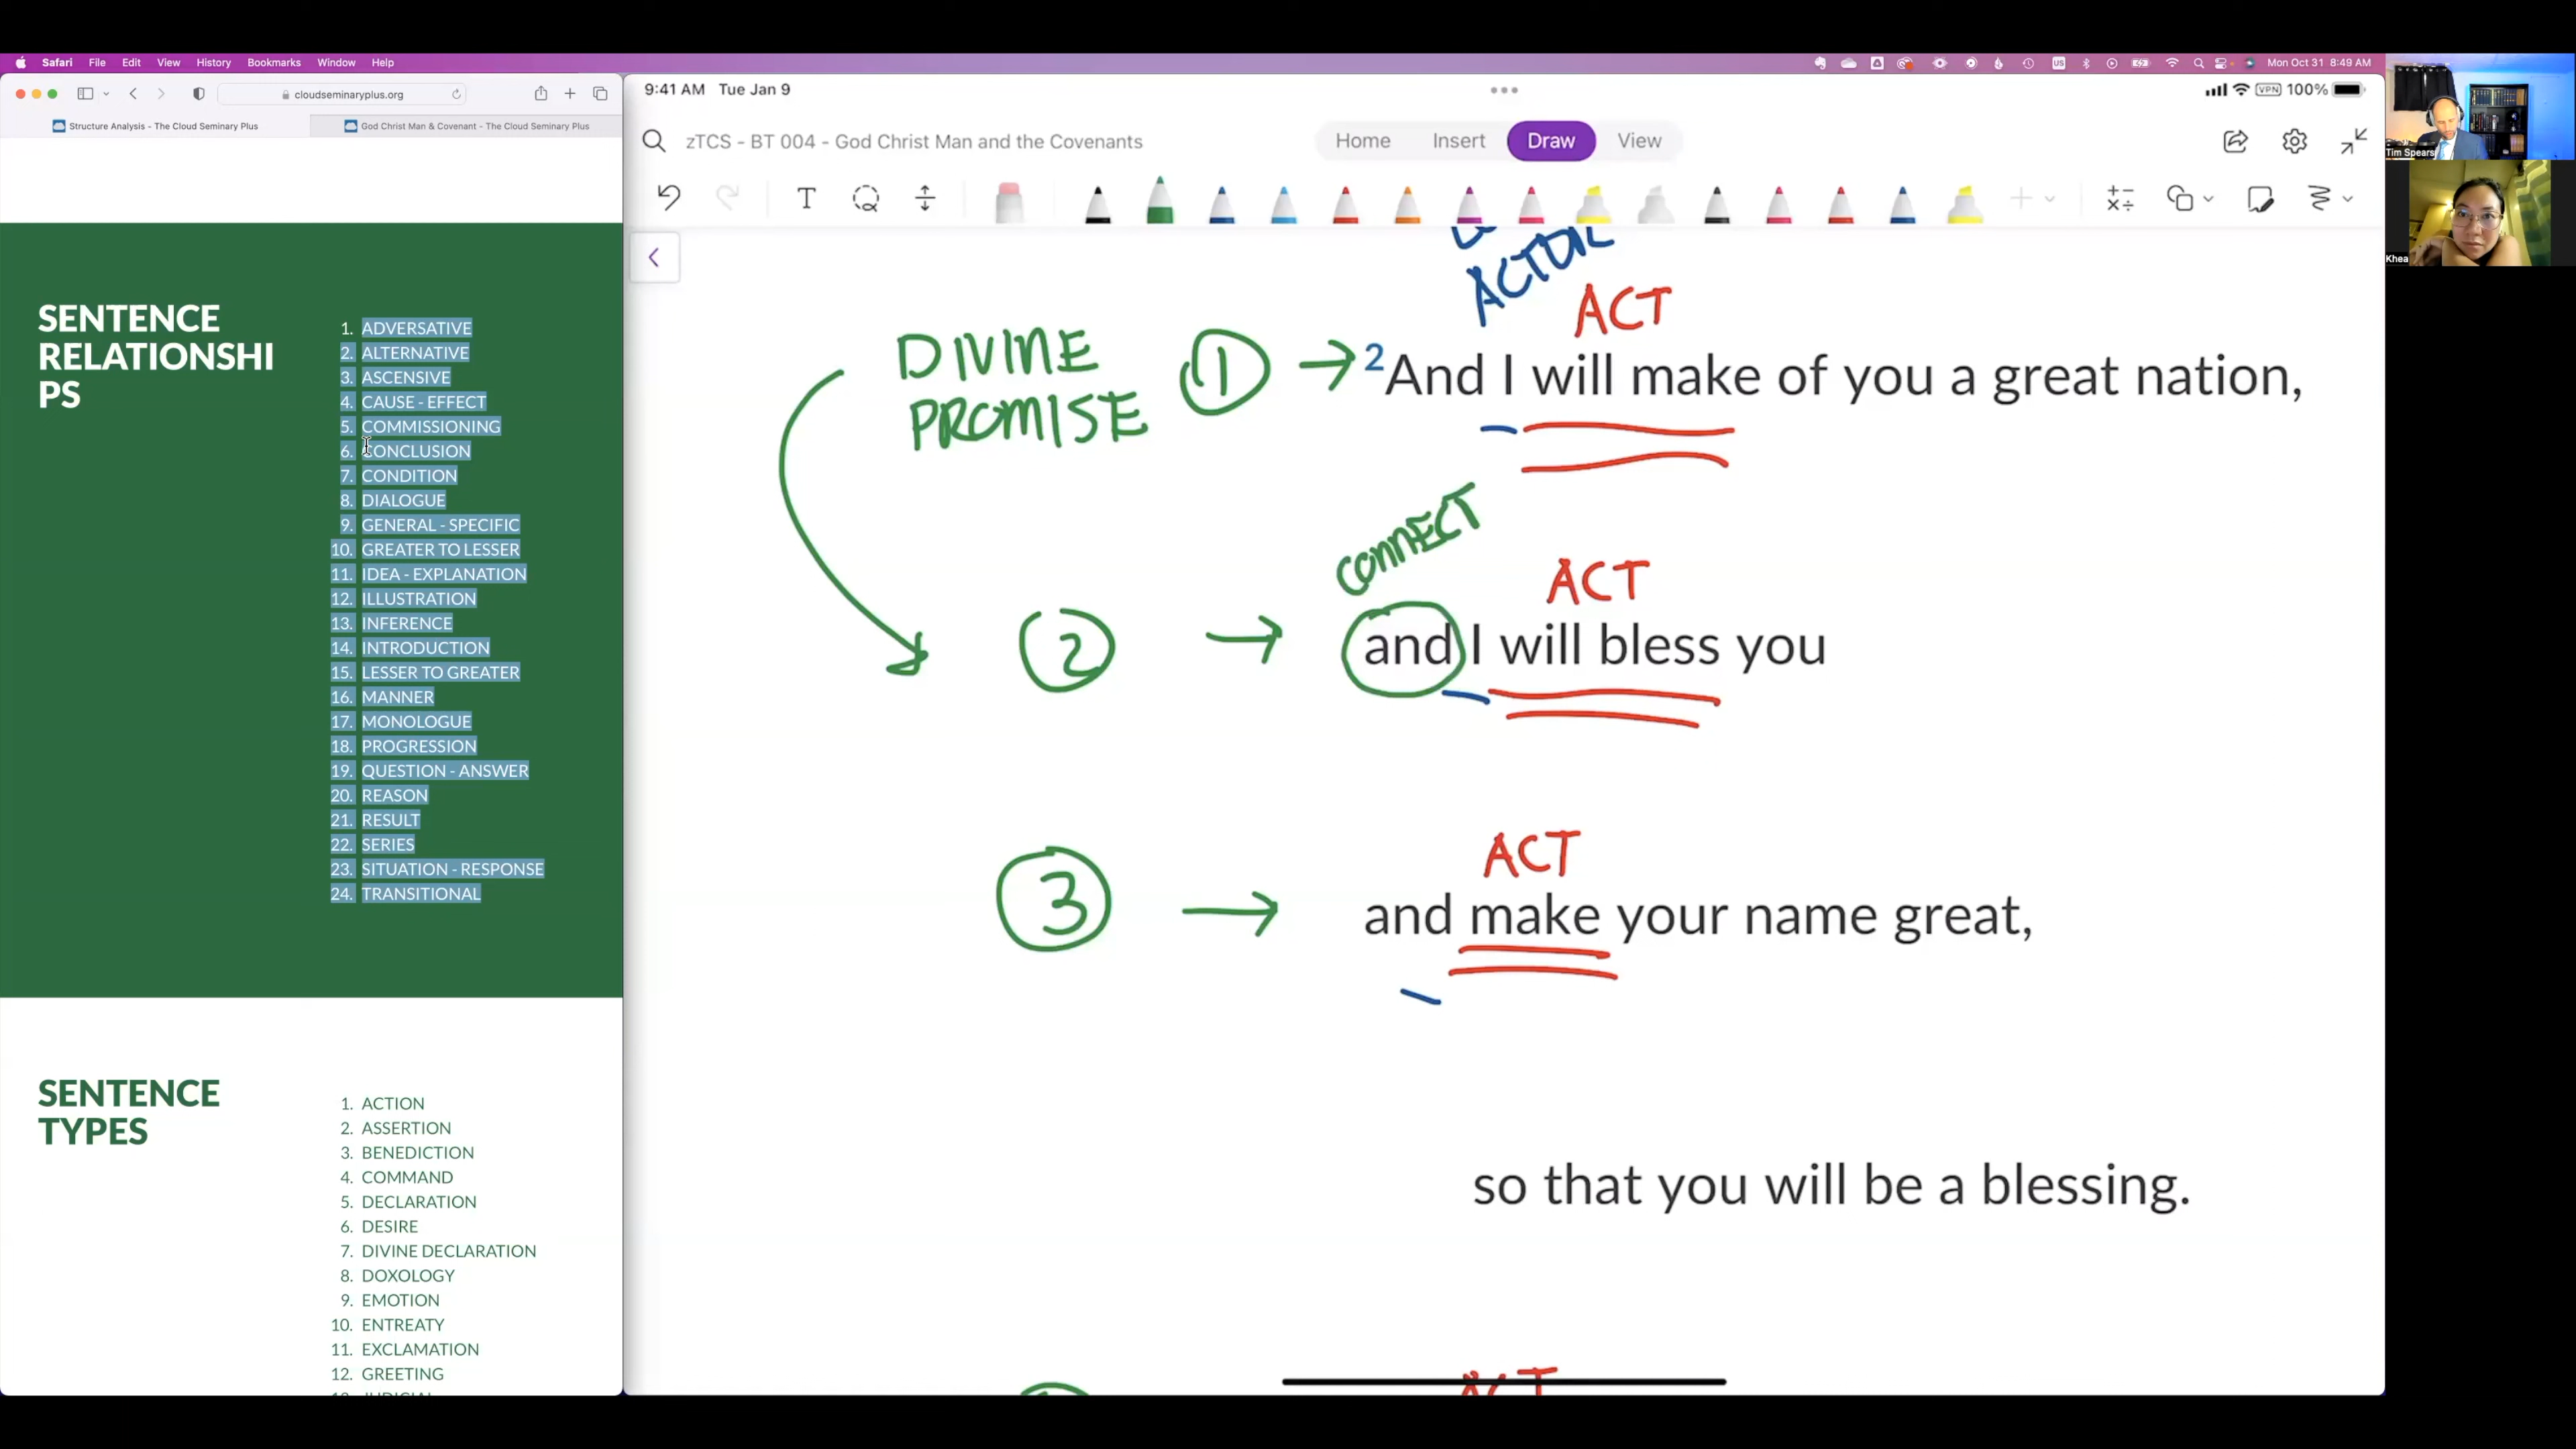 Safari File Edit View History Bookmarks Window Help
Mon Oct 31 8:49 AM
cloudseminaryplus.org
Structure Analysis - The Cloud Seminary Plus
God Christ Man & Covenant - The Cloud Seminary Plus
SENTENCE
RELATIONSHI
PS
1. ADVERSATIVE
2. ALTERNATIVE
3. ASCENSIVE
4. CAUSE - EFFECT
5. COMMISSIONING
6. CONCLUSION
7. CONDITION
8. DIALOGUE
9. GENERAL - SPECIFIC
10. GREATER TO LESSER
11. IDEA - EXPLANATION
12. ILLUSTRATION
13. INFERENCE
14. INTRODUCTION
15. LESSER TO GREATER
16. MANNER
17. MONOLOGUE
18. PROGRESSION
19. QUESTION - ANSWER
20. REASON
21. RESULT
22. SERIES
23. SITUATION - RESPONSE
24. TRANSITIONAL
SENTENCE
TYPES
1. ACTION
2. ASSERTION
3. BENEDICTION
4. COMMAND
5. DECLARATION
6. DESIRE
7. DIVINE DECLARATION
8. DOXOLOGY
9. EMOTION
10. ENTREATY
11. EXCLAMATION
12. GREETING
9:41 AM Tue Jan 9
VPN 100%
zTCS - BT 004 - God Christ Man and the Covenants
Home Insert Draw View
ACTOR
ACT
DIVINE
PROMISE
1
2And I will make of you a great nation,
CONNECT
ACT
2
and I will bless you
ACT
3
and make your name great,
so that you will be a blessing.
ACT
Tim Spears
Khea